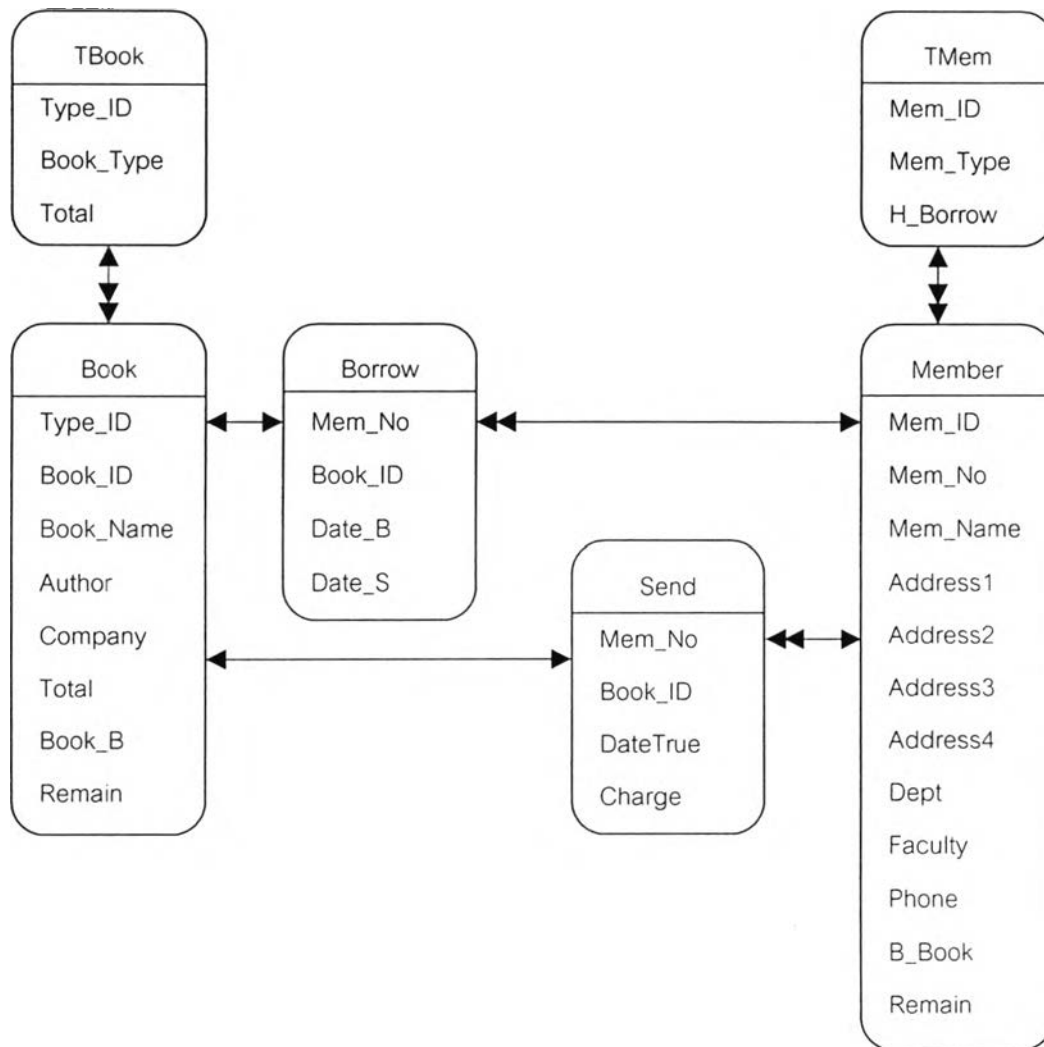 TBook
Type_ID
Book_Type
Total
TMem
Mem_ID
Mem_Type
H_Borrow
Book
Type_ID
Book_ID
Book_Name
Author
Company
Total
Book_B
Remain
Borrow
Mem_No
Book_ID
Date_B
Date_S
Send
Mem_No
Book_ID
DateTrue
Charge
Member
Mem_ID
Mem_No
Mem_Name
Address1
Address2
Address3
Address4
Dept
Faculty
Phone
B_Book
Remain